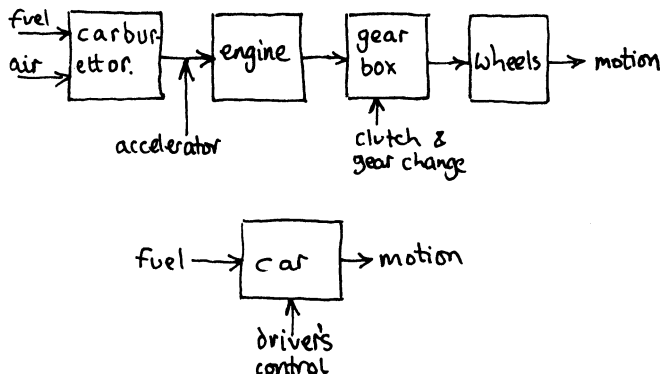 fuel
air
carbur-
ettor.
engine
gear
box
wheels
motion
accelerator
clutch &
gear change
fuel
car
motion
driver's
control